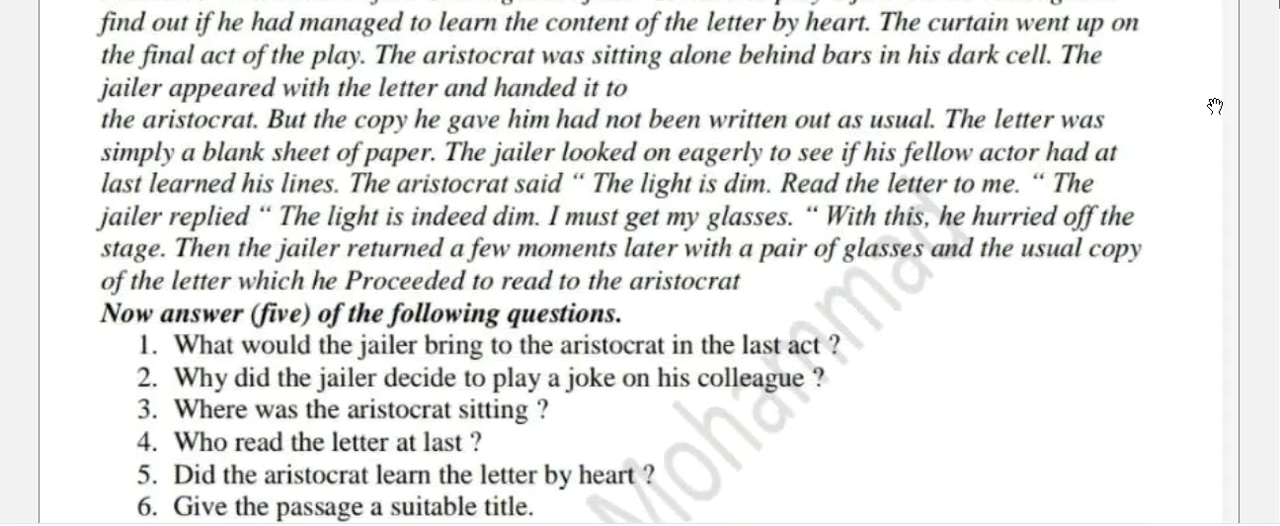 find out if he had managed to learn the content of the letter by heart. The curtain went up on
the final act of the play. The aristocrat was sitting alone behind bars in his dark cell. The
jailer appeared with the letter and handed it to
the aristocrat. But the copy he gave him had not been written out as usual. The letter was
simply a blank sheet of paper. The jailer looked on eagerly to see if his fellow actor had at
last learned his lines. The aristocrat said “ The light is dim. Read the letter to me. “ The
jailer replied “ The light is indeed dim. I must get my glasses. “ With this, he hurried off the
stage. Then the jailer returned a few moments later with a pair of glasses and the usual copy
of the letter which he Proceeded to read to the aristocrat
Now answer (five) of the following questions.
1. What would the jailer bring to the aristocrat in the last act ?
2. Why did the jailer decide to play a joke on his colleague ?
3. Where was the aristocrat sitting ?
4. Who read the letter at last ?
5. Did the aristocrat learn the letter by heart ?
6. Give the passage a suitable title.
Mohammad